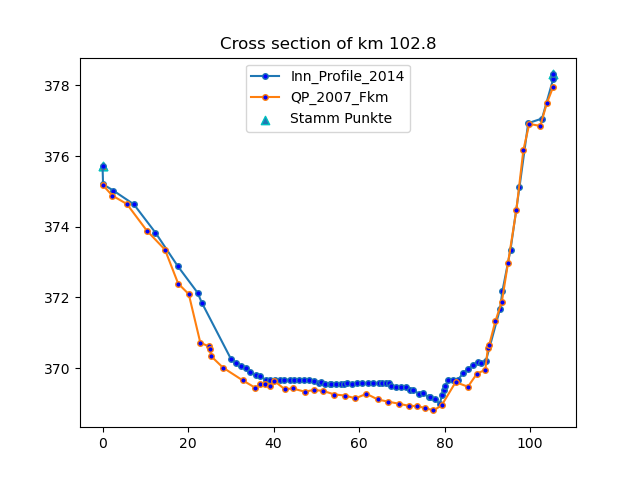 Cross section of km 102.8
Inn_Profile_2014
QP_2007_Fkm
Stamm Punkte
378
376
374
372
370
0 20 40 60 80 100